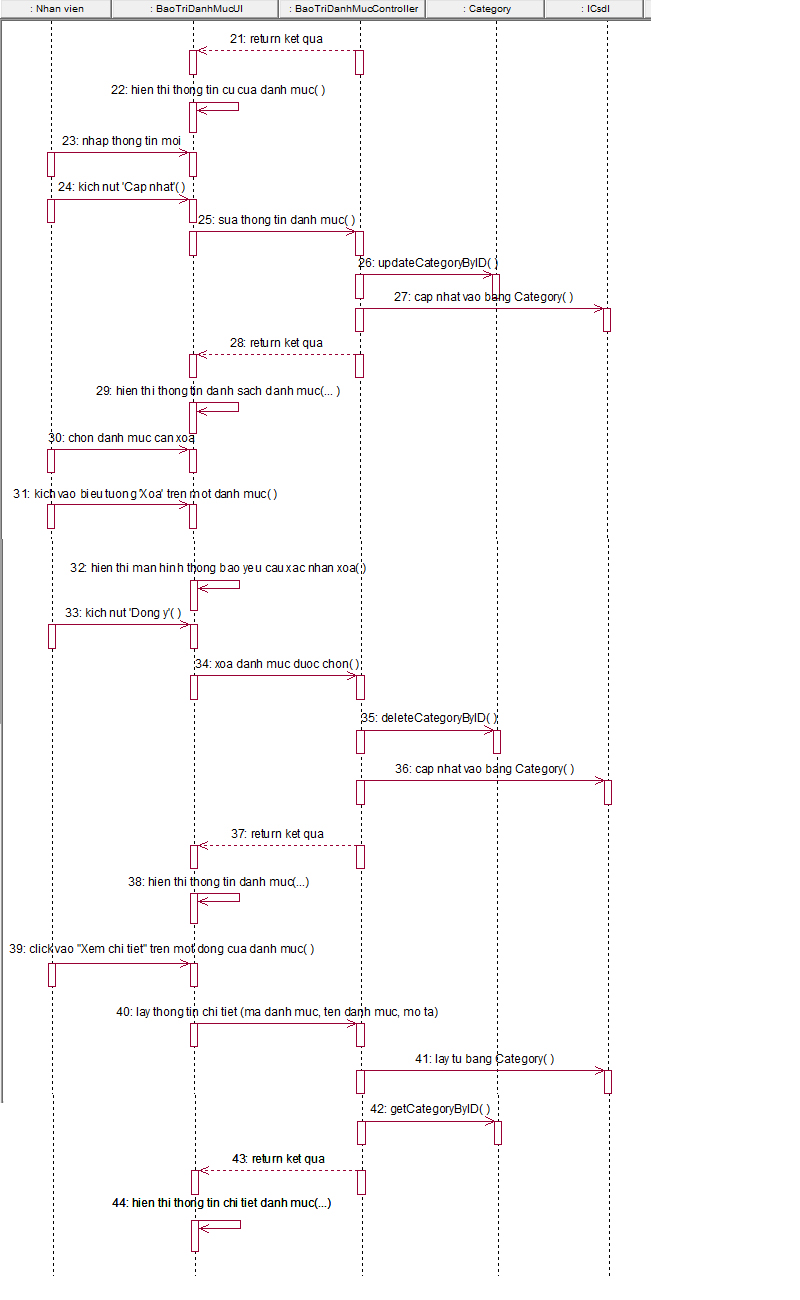 : Nhan vien
: BaoTriDanhMucUI
: BaoTriDanhMucController
: Category
: ICsdl
21: return ket qua
22: hien thi thong tin cu cua danh muc( )
23: nhap thong tin moi
24: kich nut 'Cap nhat'( )
25: sua thong tin danh muc( )
26: updateCategoryByID( )
27: cap nhat vao bang Category( )
28: return ket qua
29: hien thi thong tin danh sach danh muc(... )
30: chon danh muc can xoa
31: kich vao bieu tuong 'Xoa' tren mot danh muc( )
32: hien thi man hinh thong bao yeu cau xac nhan xoa( )
33: kich nut 'Dong y'( )
34: xoa danh muc duoc chon( )
35: deleteCategoryByID( )
36: cap nhat vao bang Category( )
37: return ket qua
38: hien thi thong tin danh muc(...)
39: click vao "Xem chi tiet" tren mot dong cua danh muc( )
40: lay thong tin chi tiet (ma danh muc, ten danh muc, mo ta)
41: lay tu bang Category( )
42: getCategoryByID( )
43: return ket qua
44: hien thi thong tin chi tiet danh muc(...)